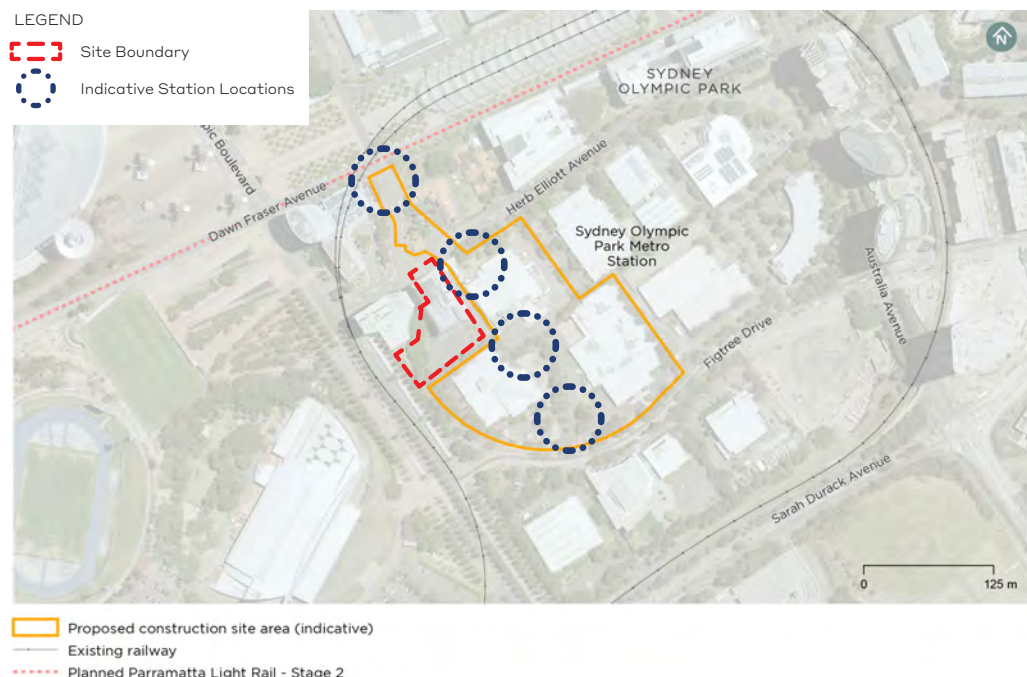 LEGEND
Site Boundary
Indicative Station Locations
N
SYDNEY
OLYMPIC PARK
Boulevard
Dawn Fraser Avenue
Herb Elliott Avenue
Sydney Olympic
Park Metro
Station
Australia Avenue
Figtree Drive
Sarah Durack Avenue
0 125 m
Proposed construction site area (indicative)
Existing railway
Planned Parramatta Light Rail - Stage 2